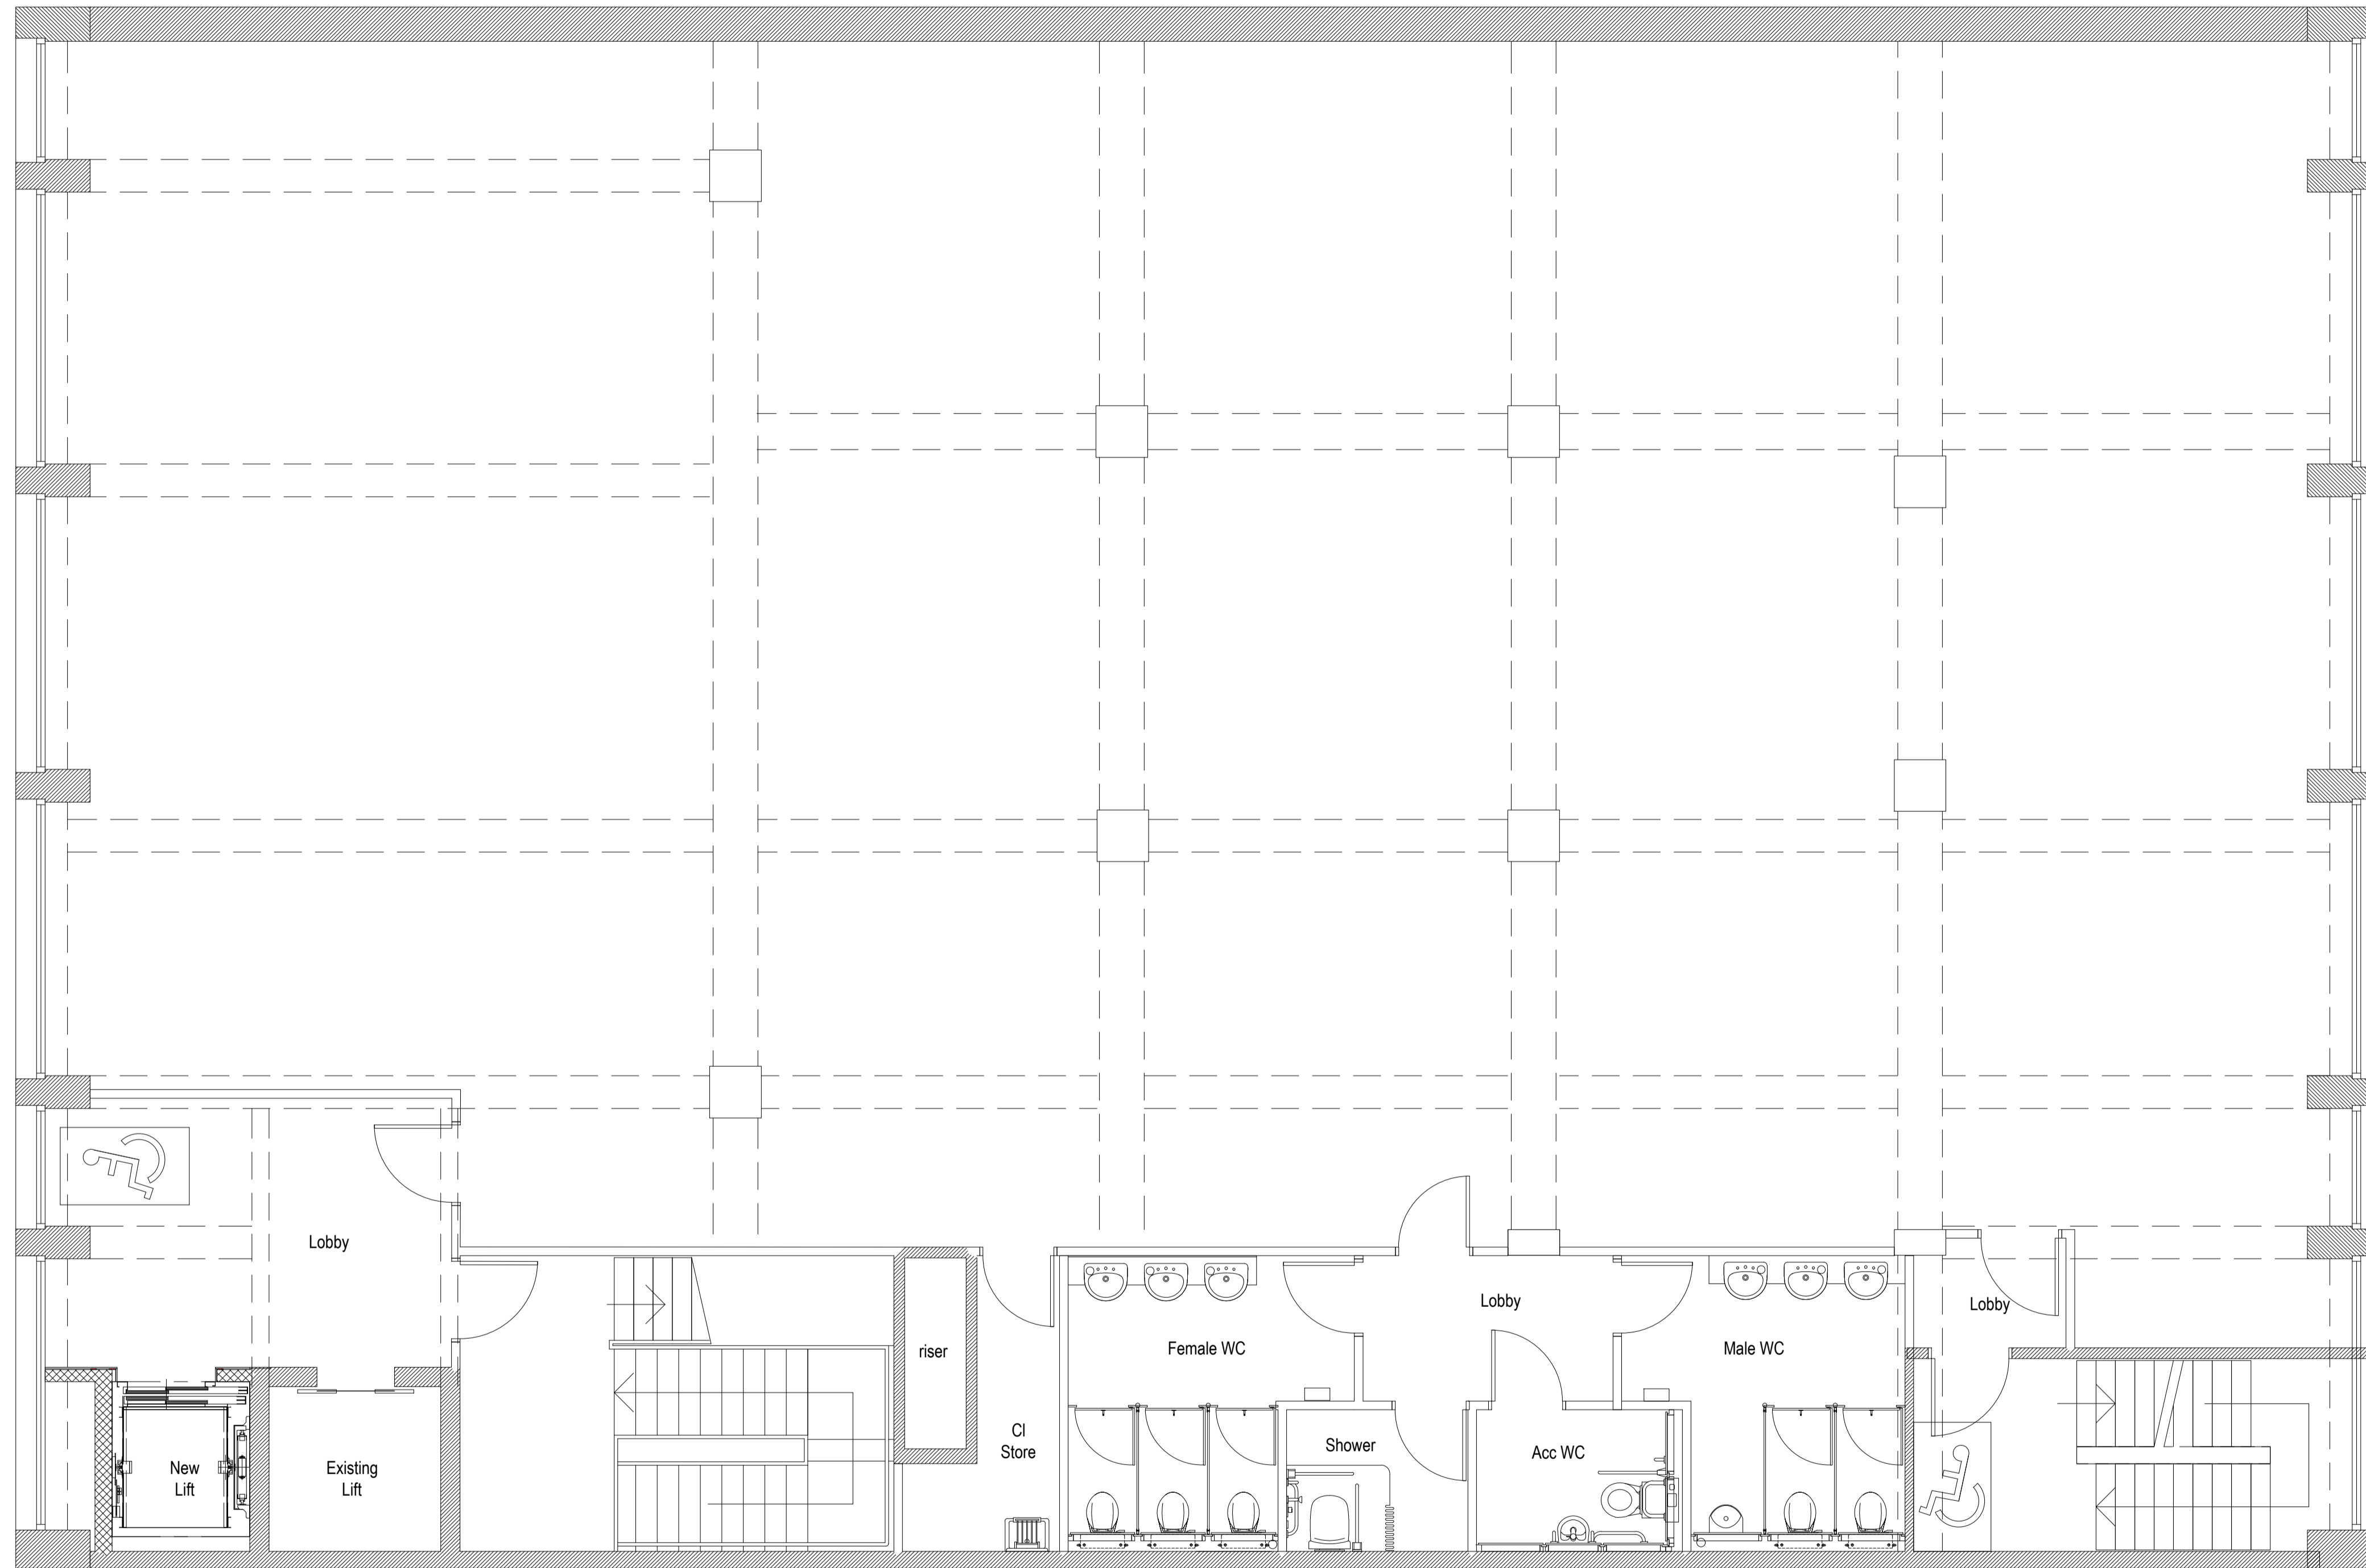 Lobby
Lobby
Lobby
riser
Female WC
Male WC
Cl
Store
Shower
Acc WC
New
Lift
Existing
Lift